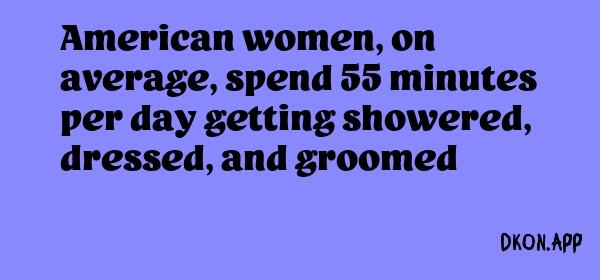 American women, on
average, spend 55 minutes
per day getting showered,
dressed, and groomed
DKON.APP